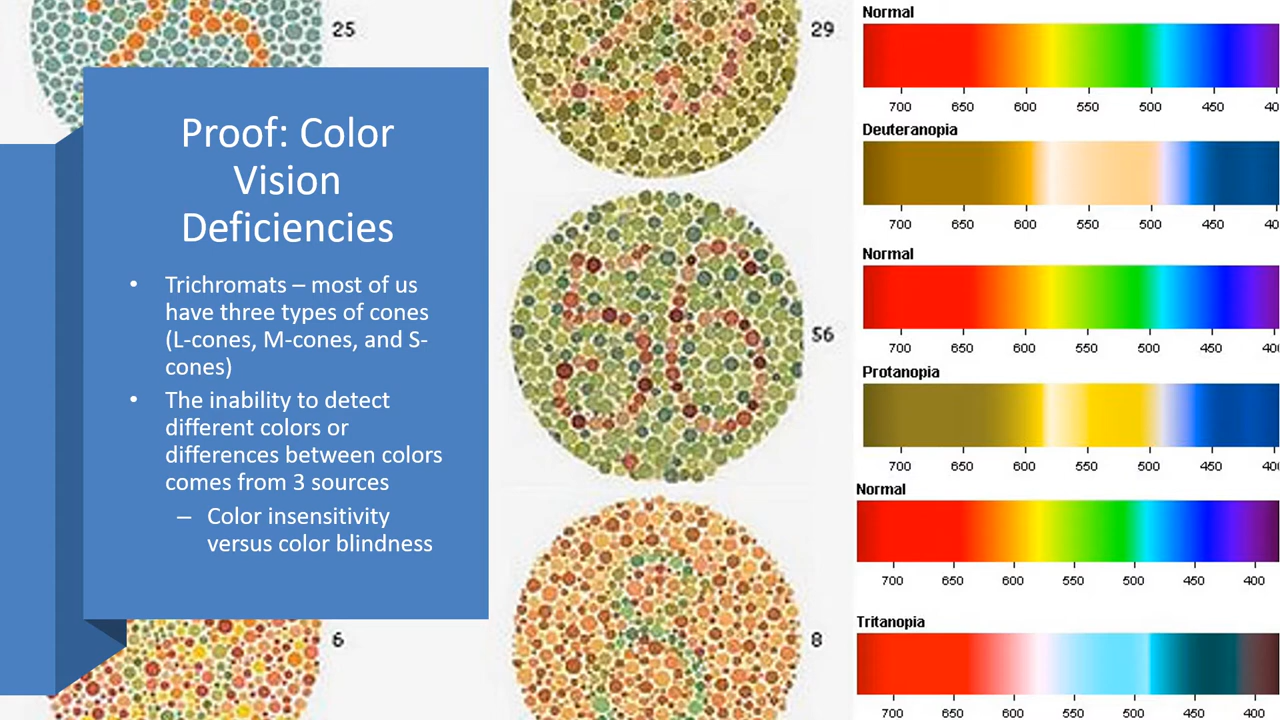 25
29
Proof: Color
Vision
Deficiencies
• Trichromats – most of us
have three types of cones
(L-cones, M-cones, and S-
cones)
• The inability to detect
different colors or
differences between colors
comes from 3 sources
– Color insensitivity
versus color blindness
56
6
8
Normal
700 650 600 550 500 450 40
Deuteranopia
700 650 600 550 500 450 40
Normal
700 650 600 550 500 450 40
Protanopia
700 650 600 550 500 450 40
Normal
700 650 600 550 500 450 400
Tritanopia
700 650 600 550 500 450 400